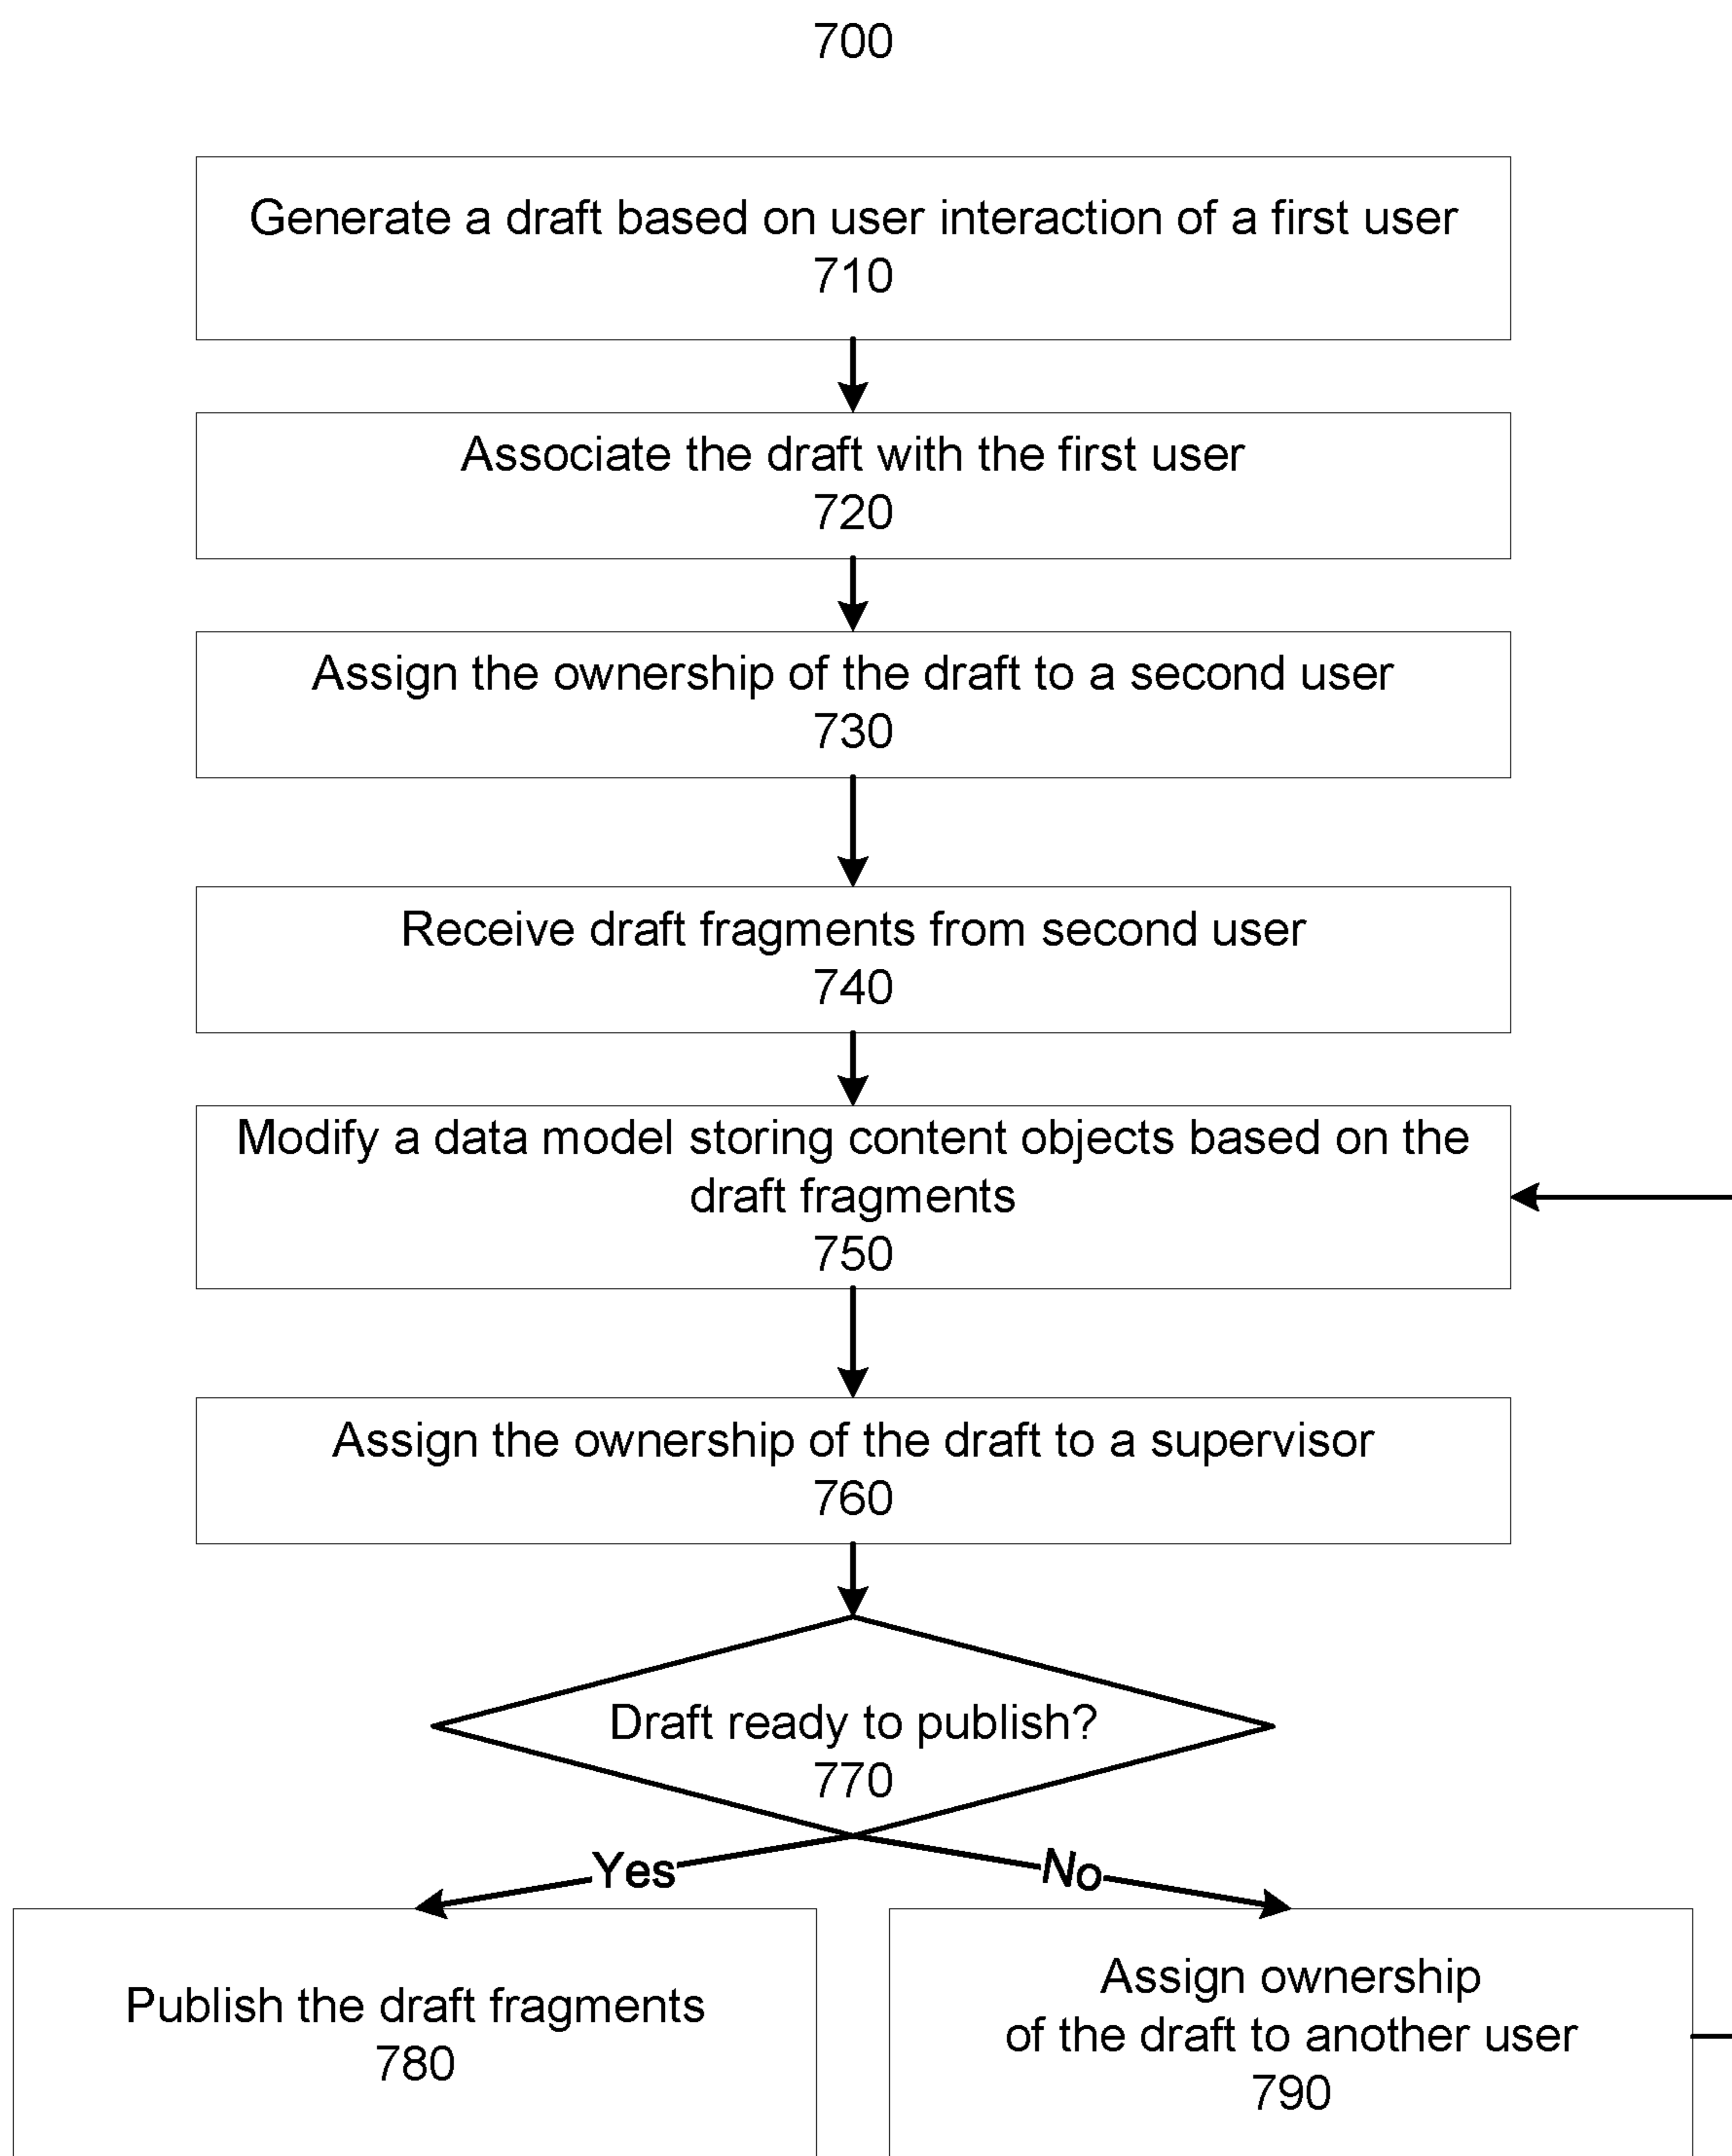 700
Generate a draft based on user interaction of a first user
710
Associate the draft with the first user
720
Assign the ownership of the draft to a second user
730
Receive draft fragments from second user
740
Modify a data model storing content objects based on the
draft fragments
750
Assign the ownership of the draft to a supervisor
760
Draft ready to publish?
770
Yes
No
Publish the draft fragments
780
Assign ownership
of the draft to another user
790